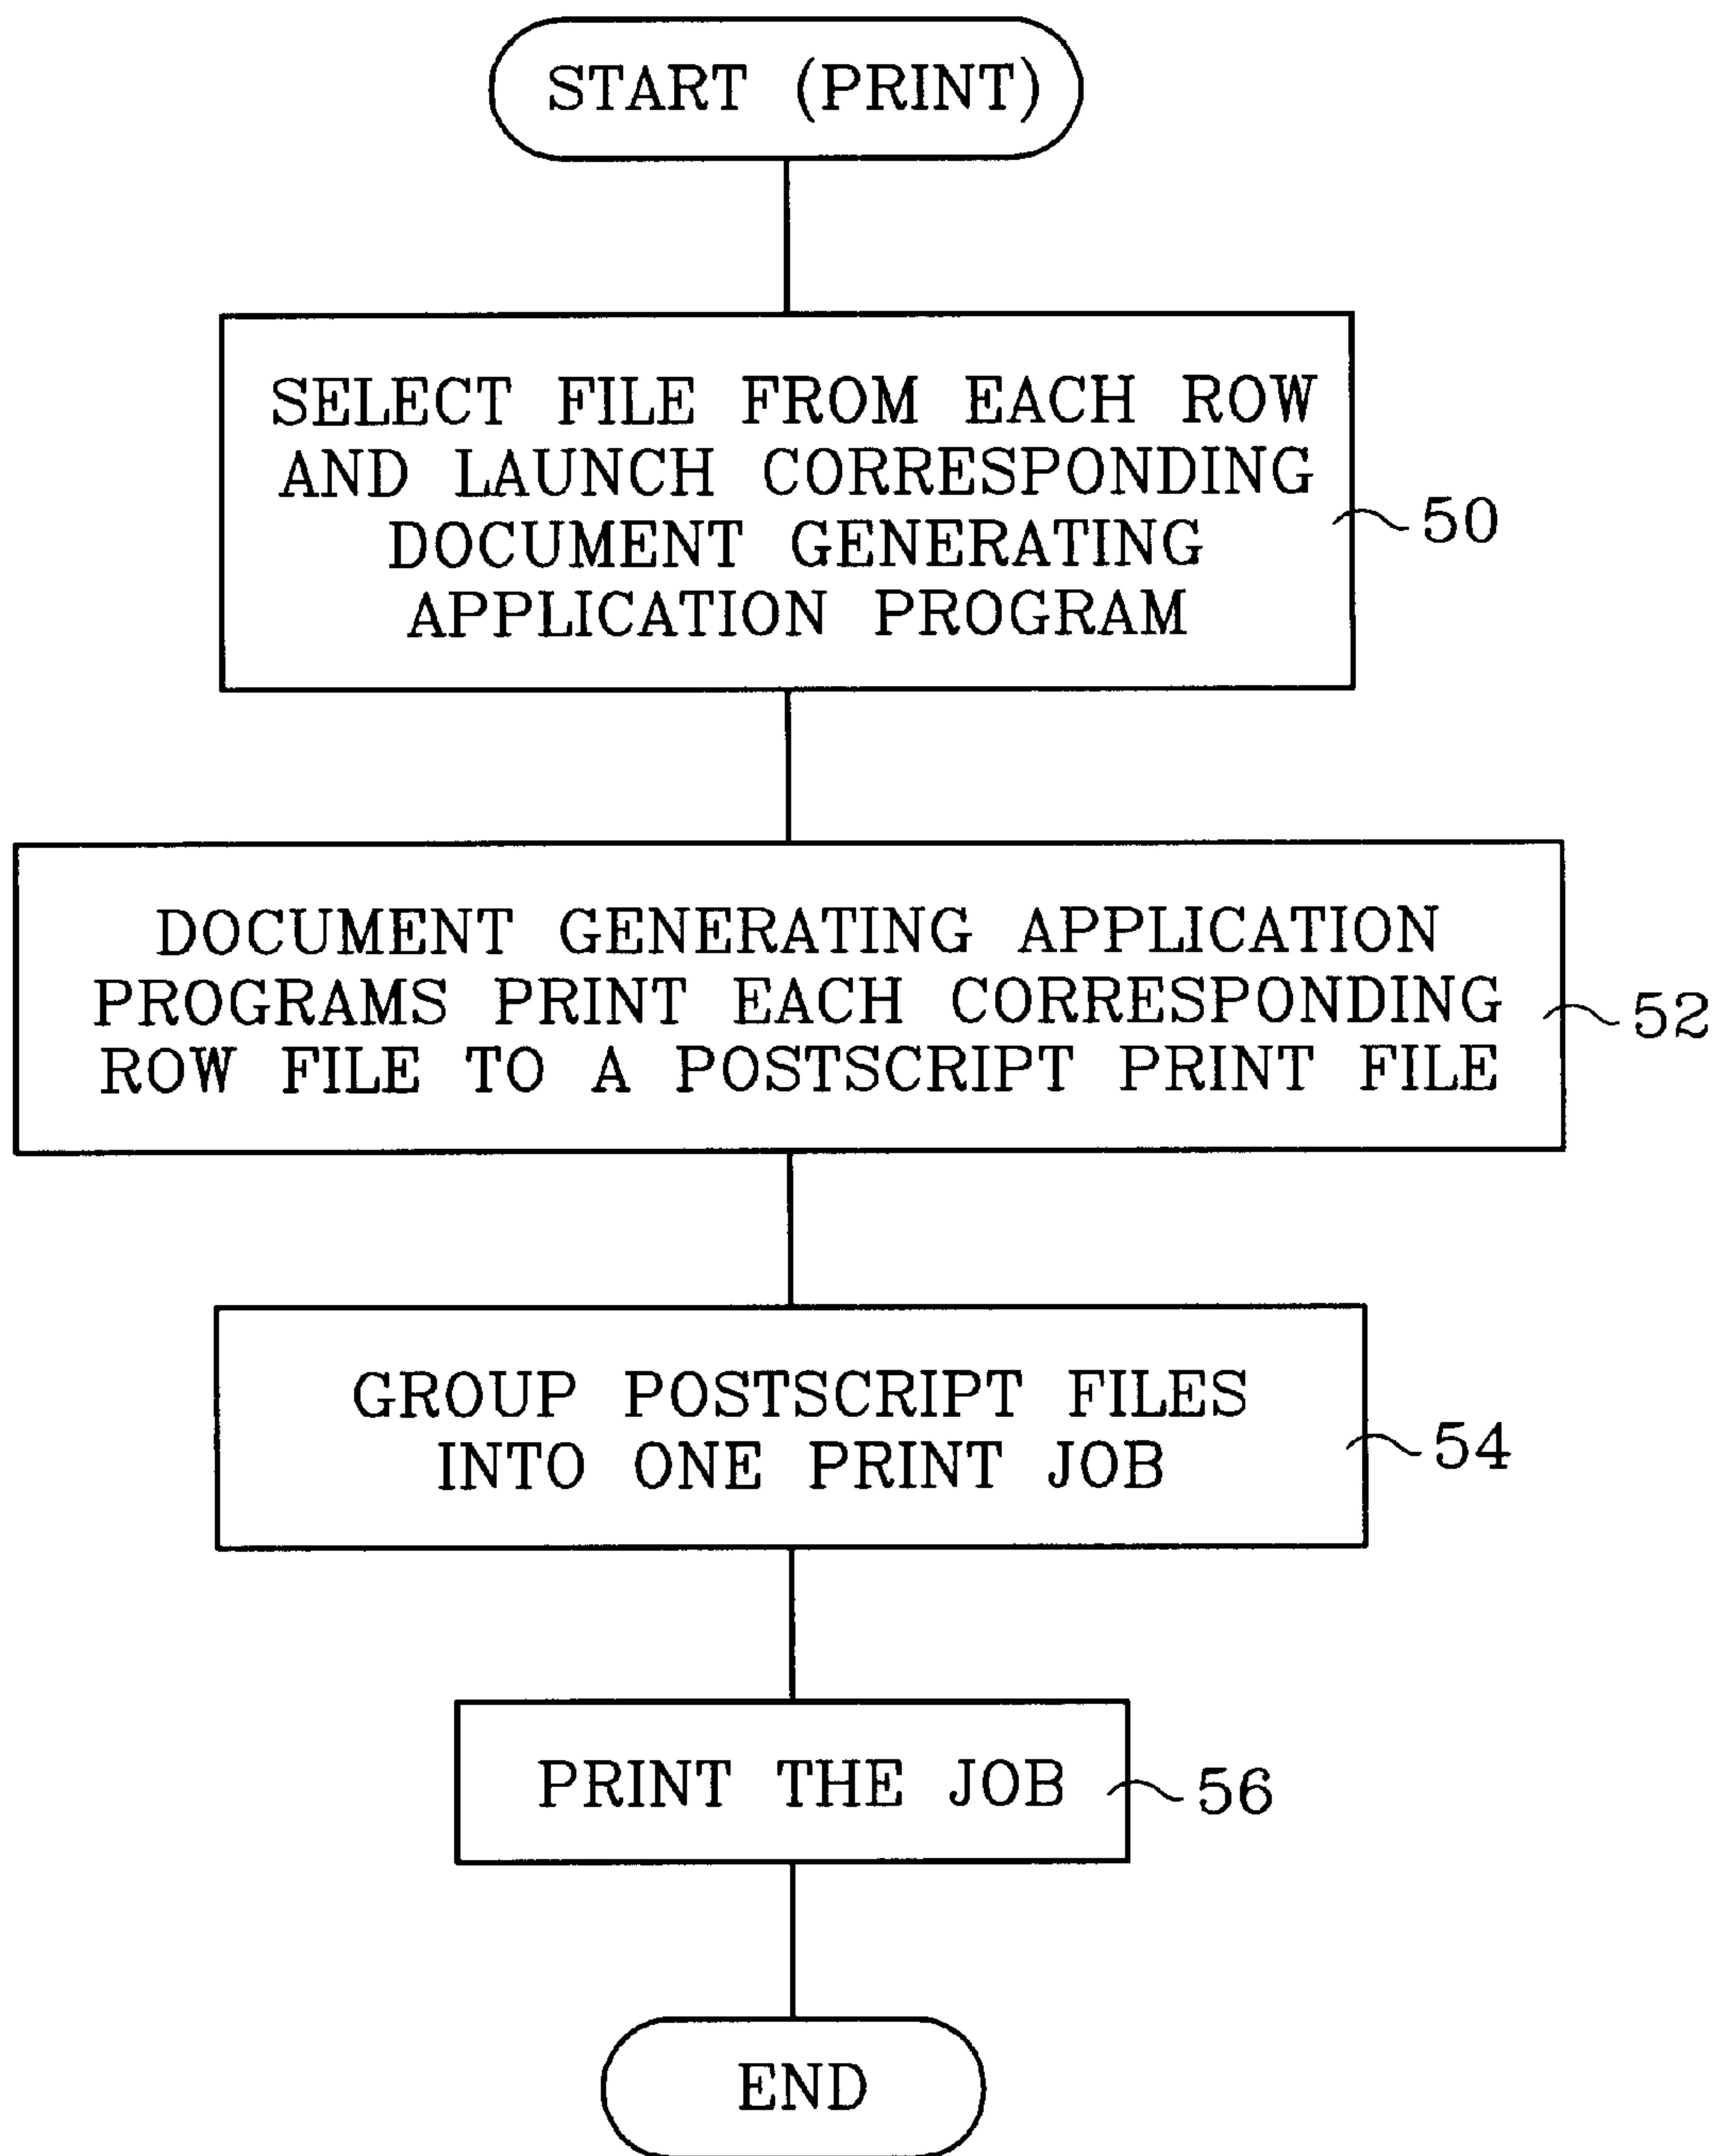 START (PRINT)
SELECT FILE FROM EACH ROW
AND LAUNCH CORRESPONDING
DOCUMENT GENERATING
APPLICATION PROGRAM
50
DOCUMENT GENERATING APPLICATION
PROGRAMS PRINT EACH CORRESPONDING
ROW FILE TO A POSTSCRIPT PRINT FILE
52
GROUP POSTSCRIPT FILES
INTO ONE PRINT JOB
54
PRINT THE JOB
56
END